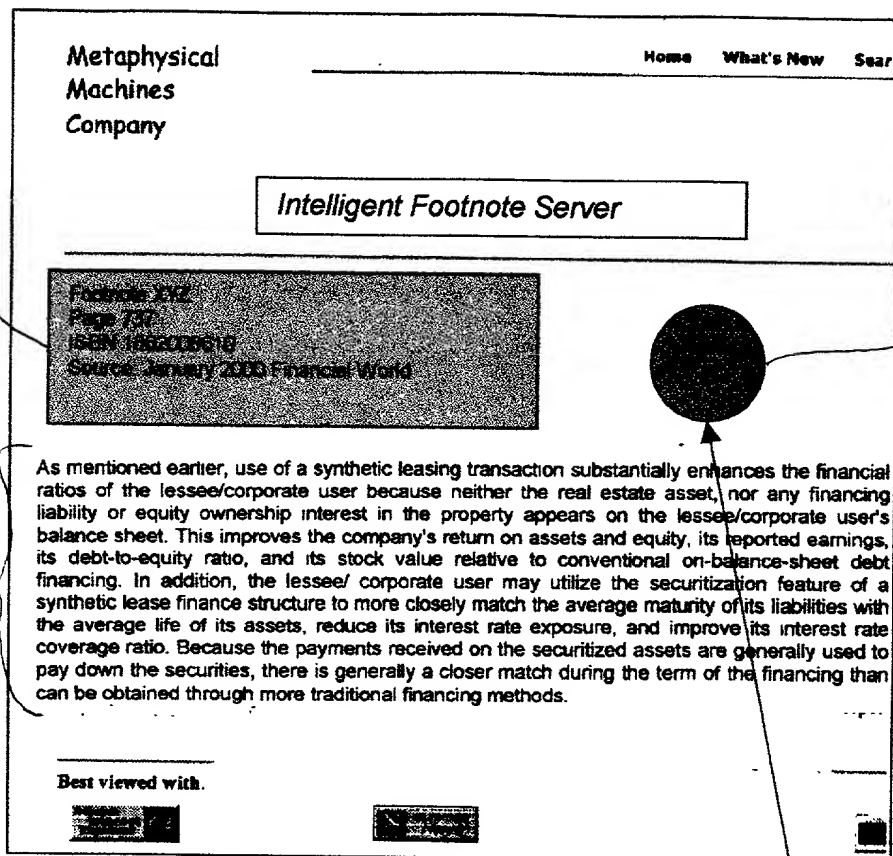 Metaphysical
Machines
Company
Home What's New Sear
Intelligent Footnote Server
Footnote XYZ
Page 737
ISBN
Source: January 2000 Financial World
As mentioned earlier, use of a synthetic leasing transaction substantially enhances the financial
ratios of the lessee/corporate user because neither the real estate asset, nor any financing
liability or equity ownership interest in the property appears on the lessee/corporate user's
balance sheet. This improves the company's return on assets and equity, its reported earnings,
its debt-to-equity ratio, and its stock value relative to conventional on-balance-sheet debt
financing. In addition, the lessee/ corporate user may utilize the securitization feature of a
synthetic lease finance structure to more closely match the average maturity of its liabilities with
the average life of its assets, reduce its interest rate exposure, and improve its interest rate
coverage ratio. Because the payments received on the securitized assets are generally used to
pay down the securities, there is generally a closer match during the term of the financing than
can be obtained through more traditional financing methods.
Best viewed with.